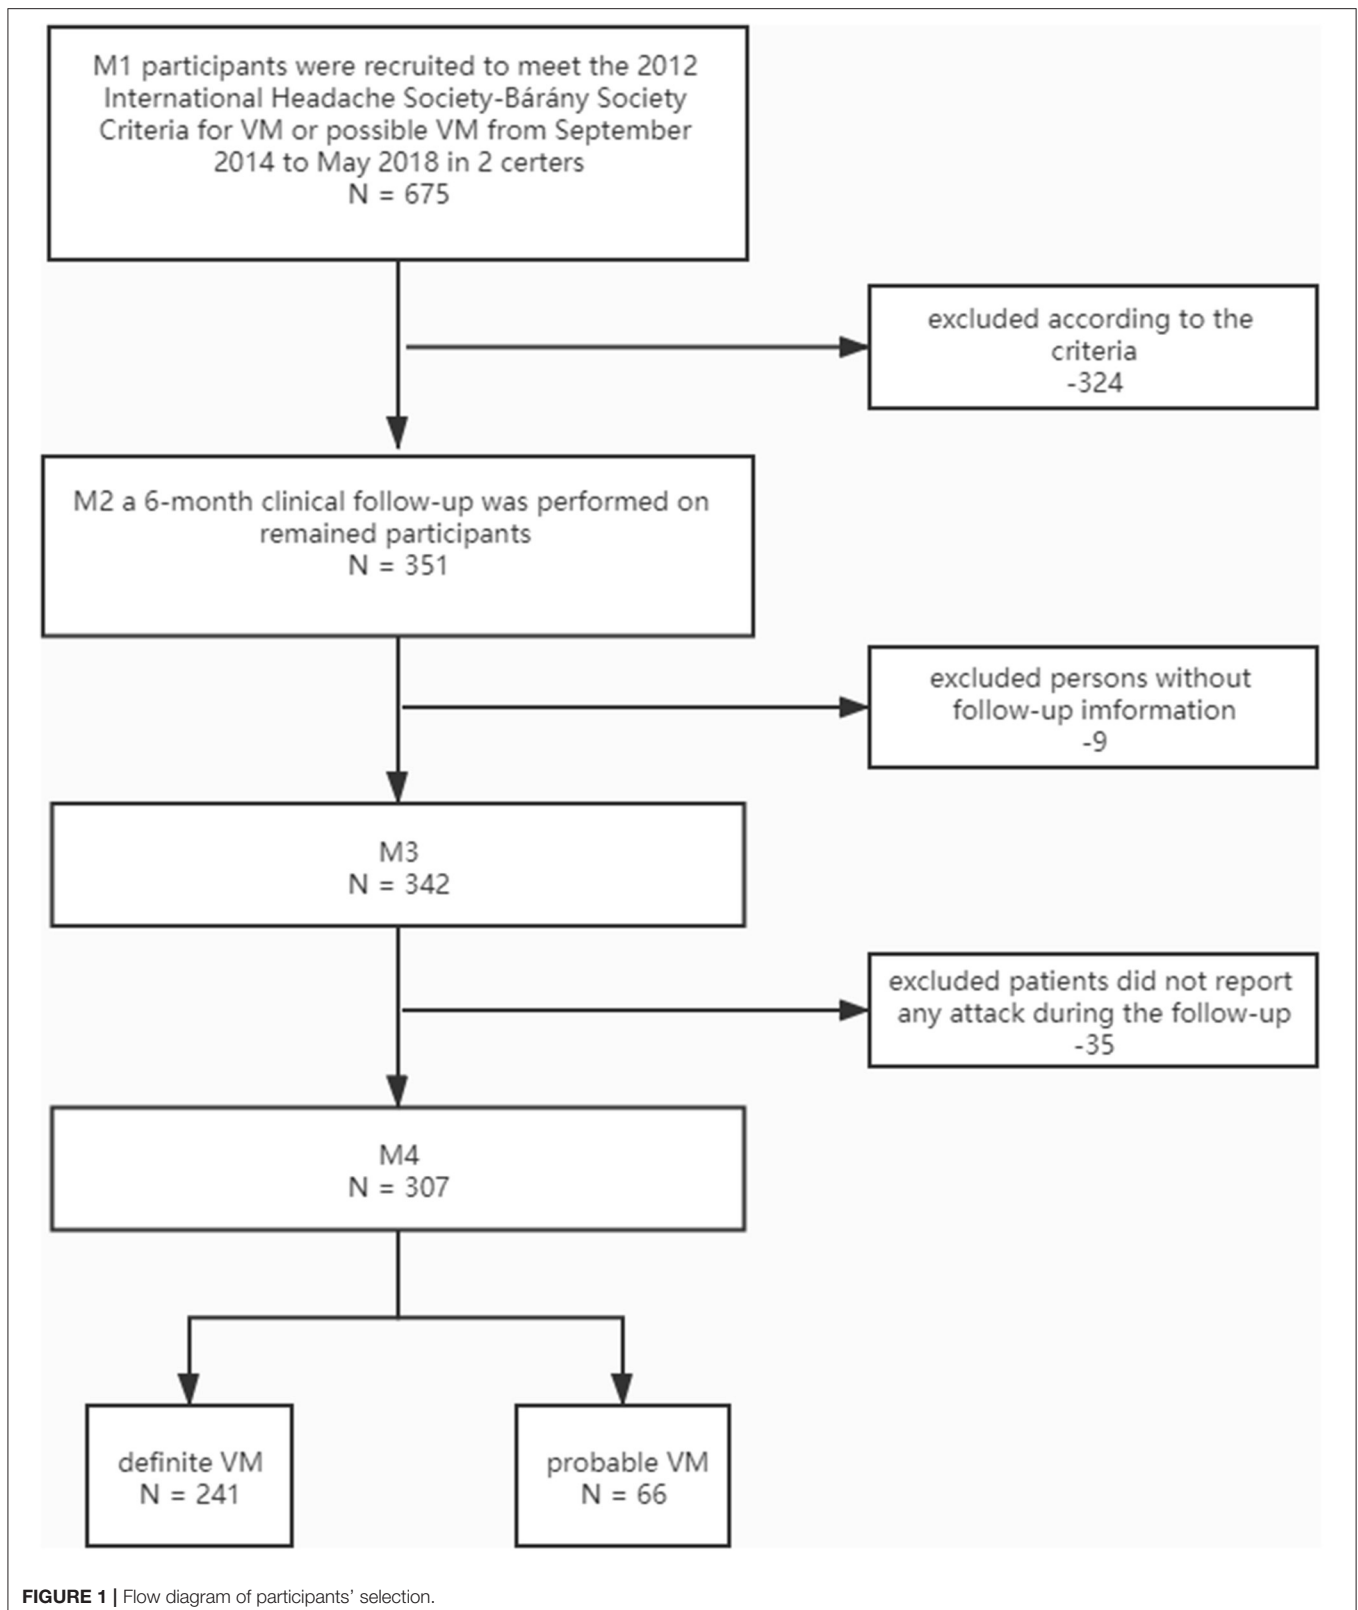 M1 participants were recruited to meet the 2012
International Headache Society-Bárány Society
Criteria for VM or possible VM from September
2014 to May 2018 in 2 certers
N = 675
excluded according to the
criteria
-324
M2 a 6-month clinical follow-up was performed on
remained participants
N = 351
excluded persons without
follow-up imformation
-9
M3
N = 342
excluded patients did not report
any attack during the follow-up
-35
M4
N = 307
definite VM
N = 241
probable VM
N = 66
FIGURE 1 | Flow diagram of participants' selection.